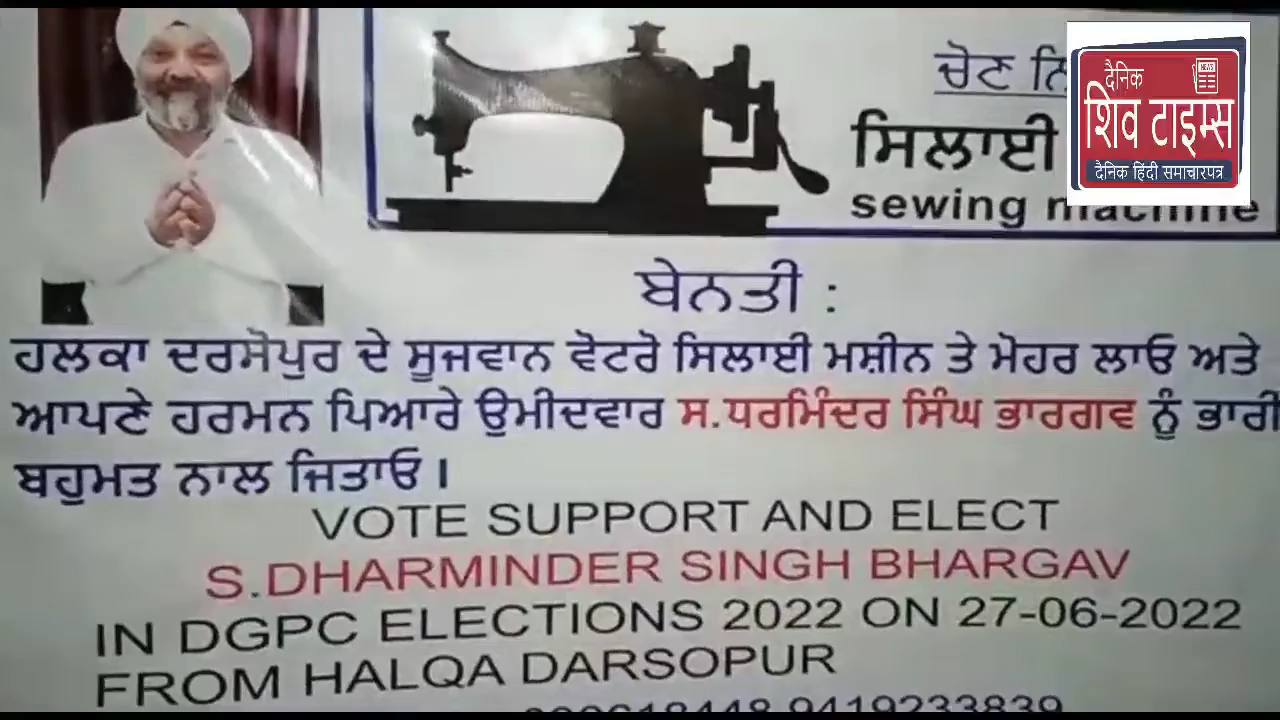 ਚੋਣ
ਸਿਲਾਈ
sewing machine
दैनिक
NEWS
शिव टाइम्स
दैनिक हिंदी समाचारपत्र
ਬੇਨਤੀ :
ਹਲਕਾ ਦਰਸੋਪੁਰ ਦੇ ਸੂਜਵਾਨ ਵੋਟਰੋ ਸਿਲਾਈ ਮਸ਼ੀਨ ਤੇ ਮੋਹਰ ਲਾਓ ਅਤੇ
ਆਪਣੇ ਹਰਮਨ ਪਿਆਰੇ ਉਮੀਦਵਾਰ ਸ.ਧਰਮਿੰਦਰ ਸਿੰਘ ਭਾਰਗਵ ਨੂੰ ਭਾਰੀ
ਬਹੁਮਤ ਨਾਲ ਜਿਤਾਓ।
VOTE SUPPORT AND ELECT
S.DHARMINDER SINGH BHARGAV
IN DGPC ELECTIONS 2022 ON 27-06-2022
FROM HALQA DARSOPUR
9419233839